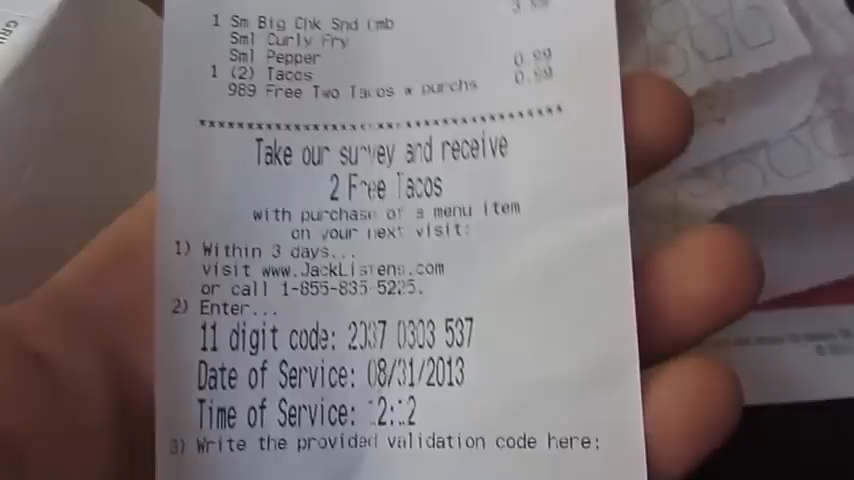 1 Sm Big Chk Snd Cmb
Sml Curly Fry
Sml Pepper 0.99
1 (2) Tacos 0.99
989 Free Two Tacos w purchs
Take our survey and receive
2 Free Tacos
with purchase of a menu item
on your next visit:
1) Within 3 days...
visit www.JackListens.com
or call 1-855-835-5225.
2) Enter...
11 digit code: 2037 0303 537
Date of Service: 08/31/2013
Time of Service:
3) Write the provided validation code here: